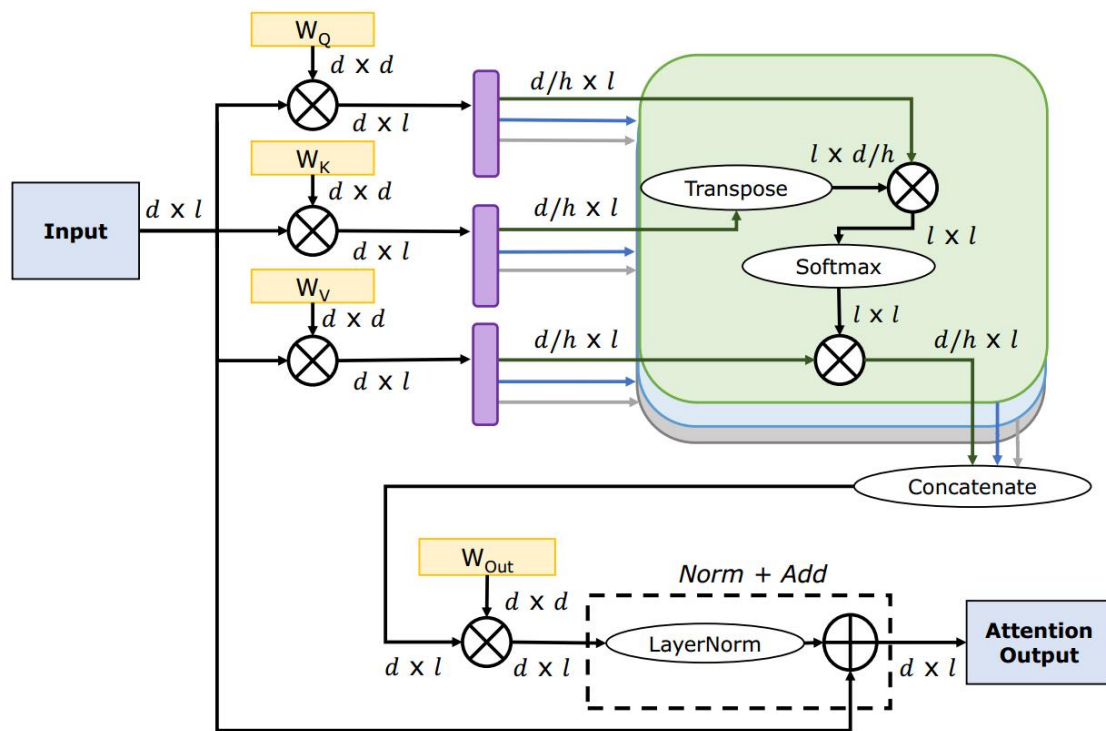 W_Q
d x d
d/h x l
d x l
l x d/h
W_K
d x d
Transpose
Input
d x l
d/h x l
d x l
l x l
Softmax
W_V
d x d
l x l
d/h x l
d/h x l
d x l
Concatenate
W_Out
Norm + Add
d x d
LayerNorm
Attention
Output
d x l
d x l
d x l